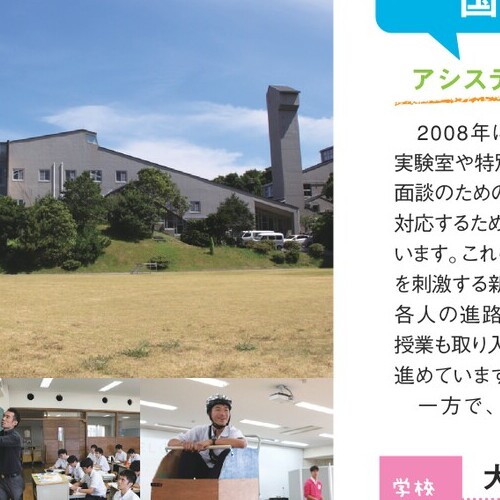 国
アシステ
2008年に
実験室や特別
面談のための
対応するため
います。これ
を刺激する新
各人の進路
授業も取り入
進めています
一方で、
学校
大